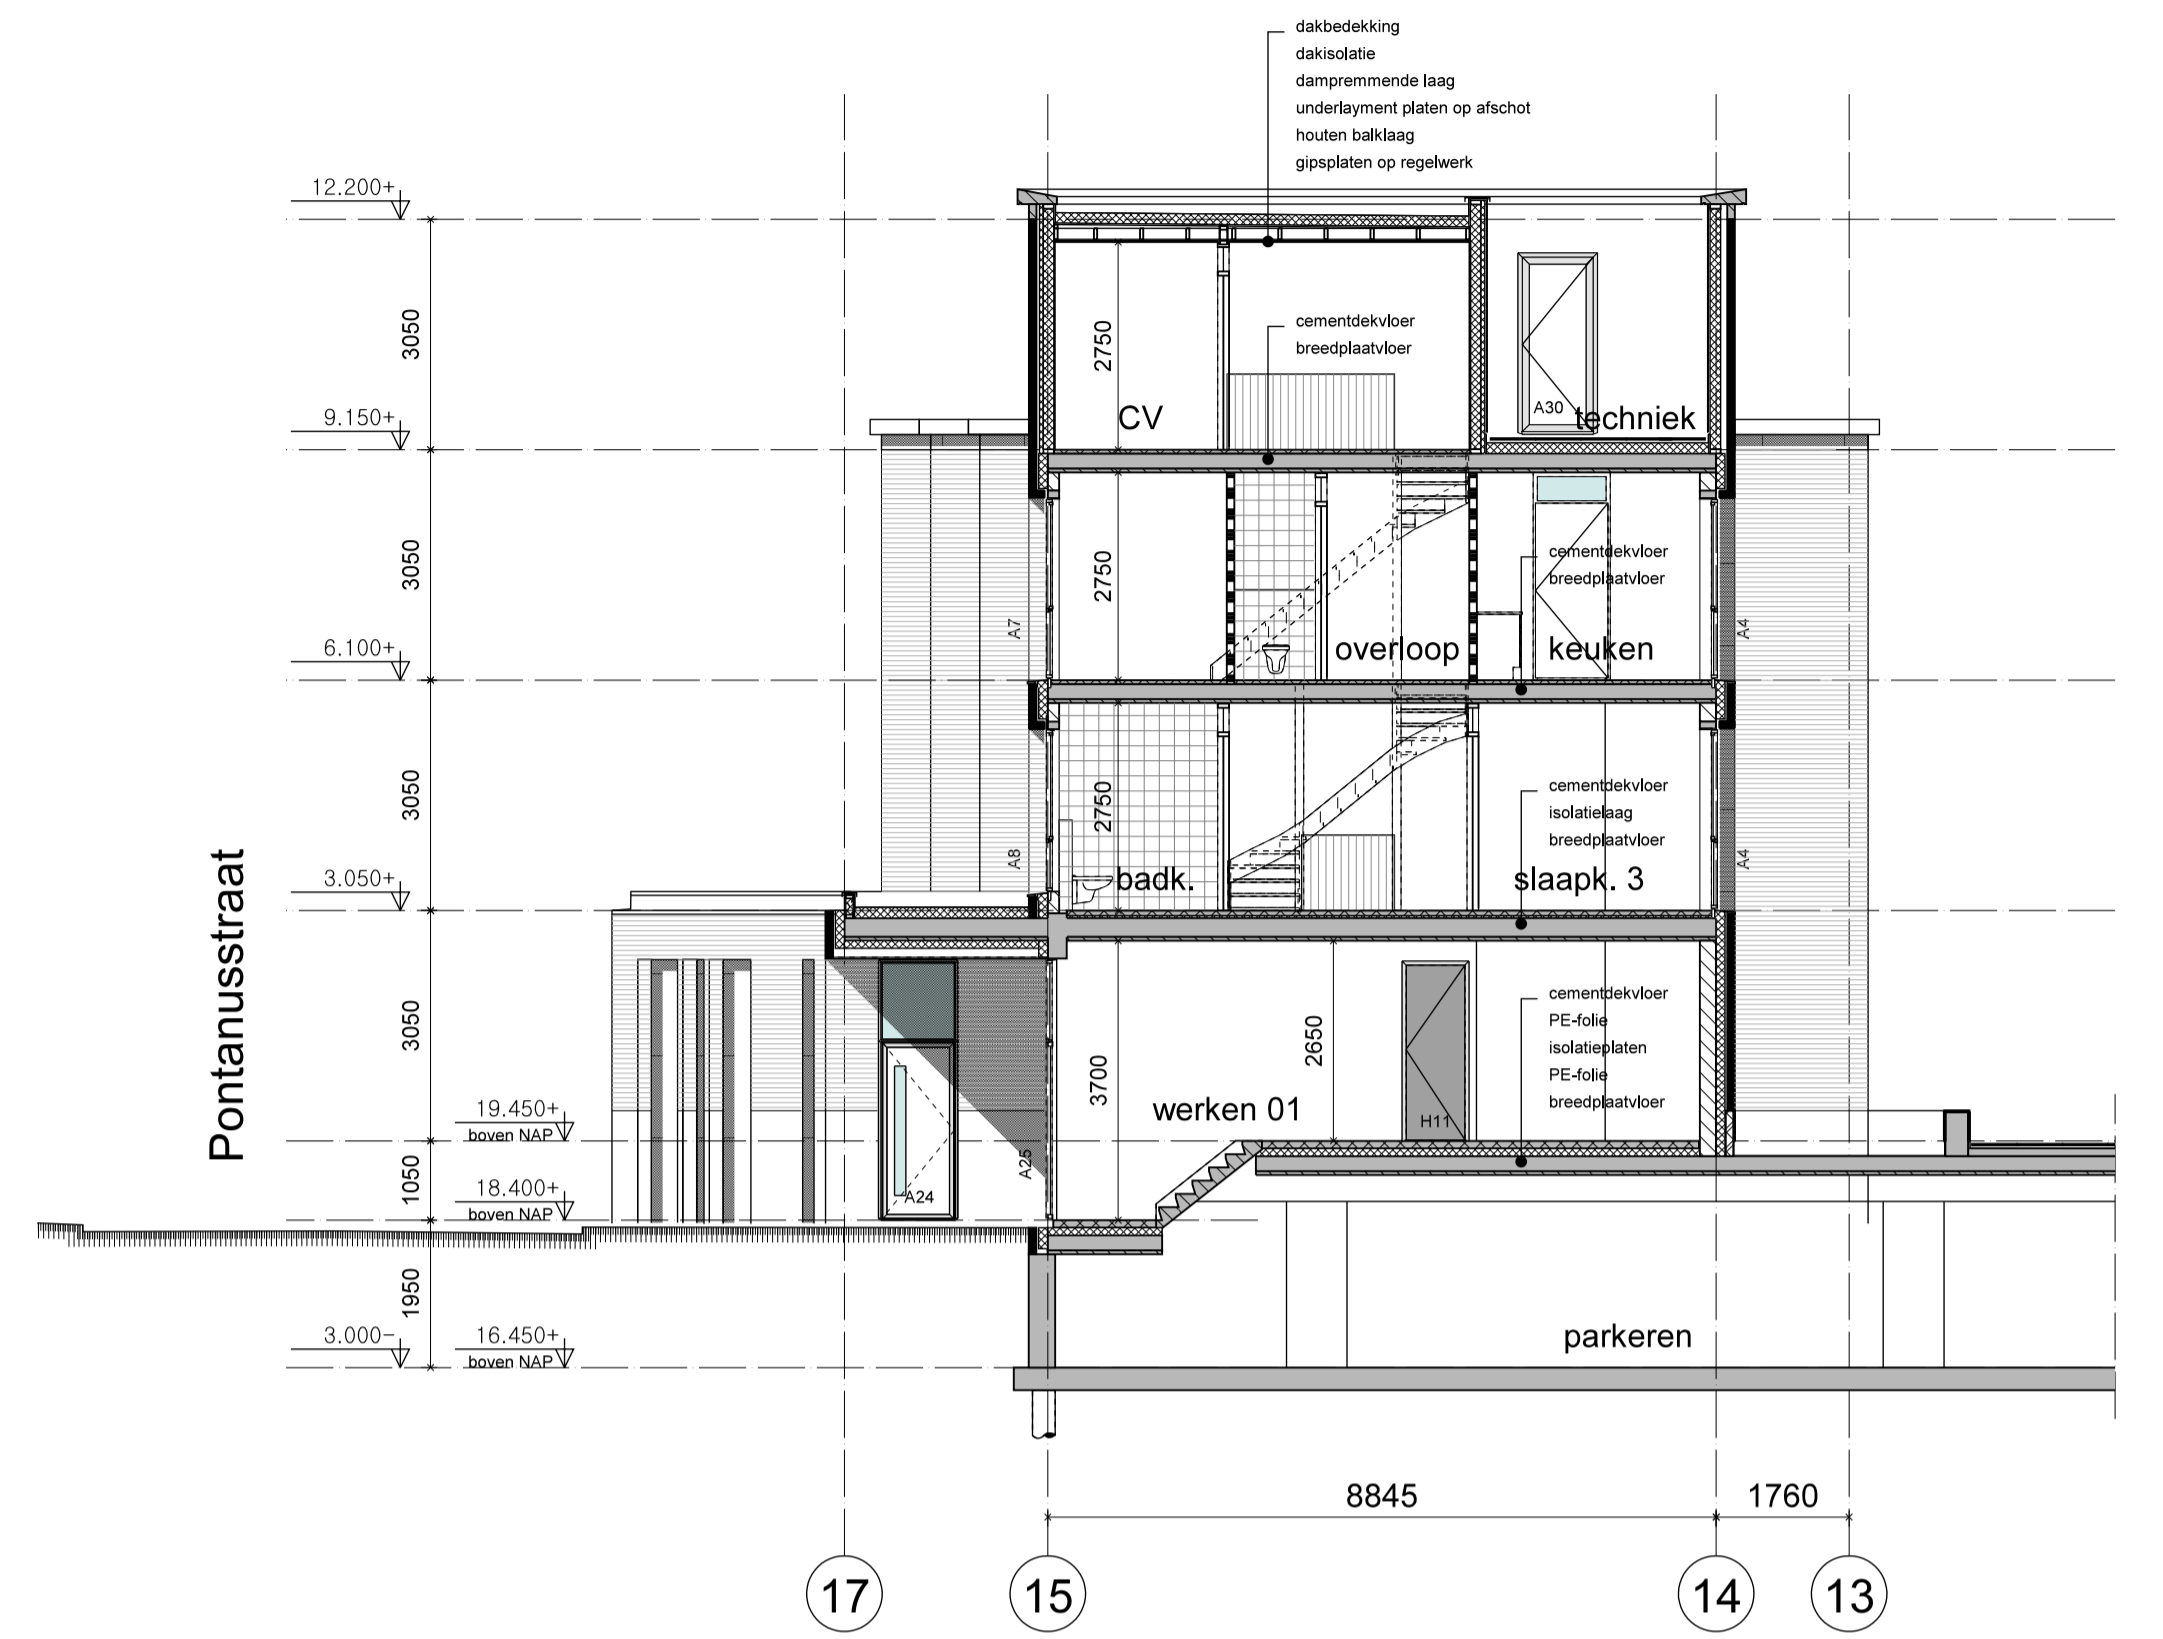 dakbedekking
dakisolatie
dampremmende laag
underlayment platen op afschot
houten balklaag
gipsplaten op regelwerk
12.200+
3050
2750
cementdekvloer
breedplaatvloer
CV
A30
techniek
9.150+
3050
2750
cementdekvloer
breedplaatvloer
A7
overloop
keuken
A4
6.100+
3050
2750
cementdekvloer
isolatielaag
breedplaatvloer
A8
badk.
slaapk. 3
A4
3.050+
Pontanusstraat
3050
3700
2650
cementdekvloer
PE-folie
isolatieplaten
PE-folie
breedplaatvloer
werken 01
H11
19.450+
boven NAP
1050
A25
A24
18.400+
boven NAP
1950
3.000-
16.450+
boven NAP
parkeren
8845
1760
17
15
14
13